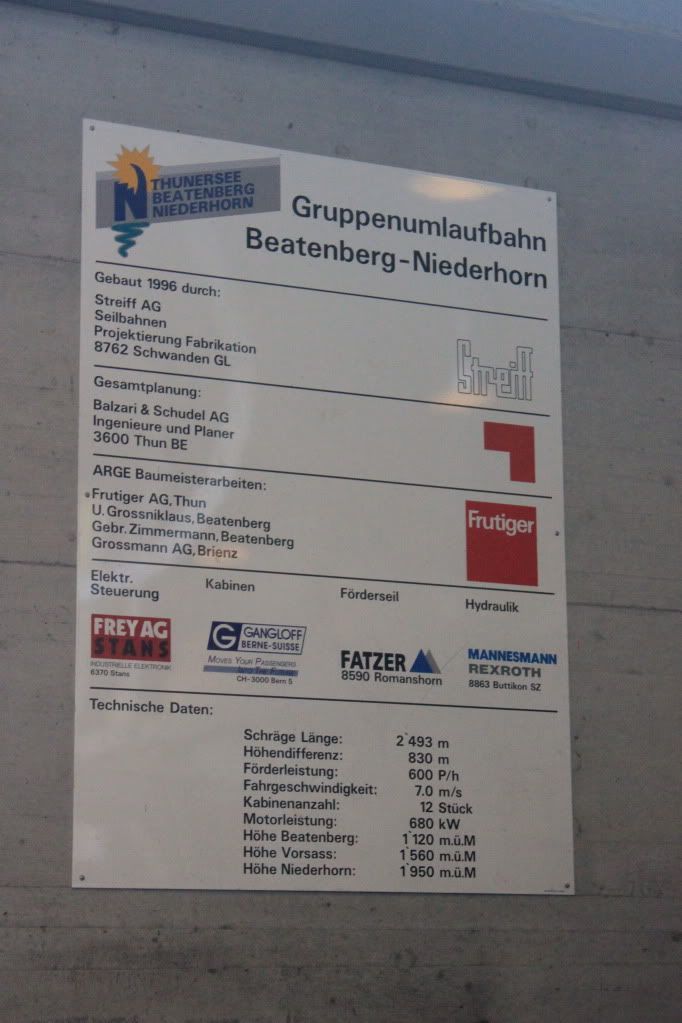 THUNERSEE
BEATENBERG
NIEDERHORN
Gruppenumlaufbahn
Beatenberg-Niederhorn
Gebaut 1996 durch:
Streiff AG
Seilbahnen
Projektierung Fabrikation
8762 Schwanden GL
Streiff
Gesamtplanung:
Balzari & Schudel AG
Ingenieure und Planer
3600 Thun BE
ARGE Baumeisterarbeiten:
Frutiger AG, Thun
U. Grossniklaus, Beatenberg
Gebr. Zimmermann, Beatenberg
Grossmann AG, Brienz
Frutiger
Elektr.
Steuerung
FREY AG
STANS
INDUSTRIELLE ELEKTRONIK
6370 Stans
Kabinen
G GANGLOFF
BERNE-SUISSE
MOVES YOUR PASSENGERS
INTO THE FUTURE
CH-3000 Bern 5
Förderseil
FATZER
8590 Romanshorn
Hydraulik
MANNESMANN
REXROTH
8863 Buttikon SZ
Technische Daten:
Schräge Länge: 2`493 m
Höhendifferenz: 830 m
Förderleistung: 600 P/h
Fahrgeschwindigkeit: 7.0 m/s
Kabinenanzahl: 12 Stück
Motorleistung: 680 kW
Höhe Beatenberg: 1`120 m.ü.M
Höhe Vorsass: 1`560 m.ü.M
Höhe Niederhorn: 1`950 m.ü.M